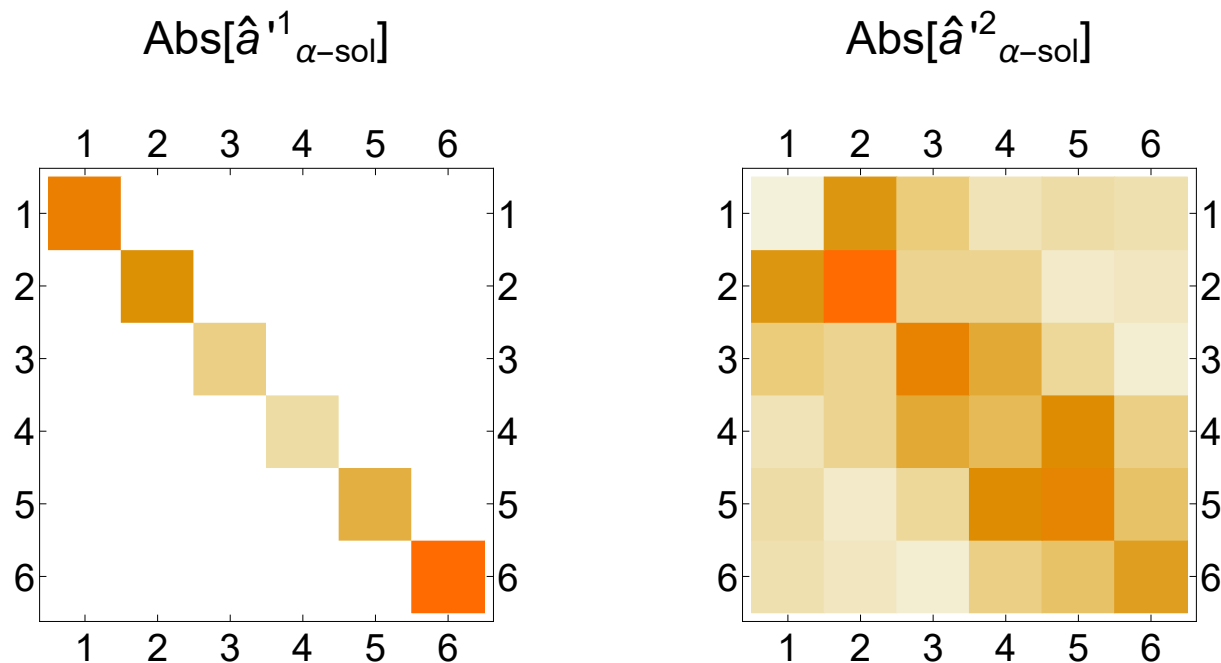 Abs[â'¹α−sol] Abs[â'²α−sol]
1 2 3 4 5 6 1 2 3 4 5 6
1 1 1 1
2 2 2 2
3 3 3 3
4 4 4 4
5 5 5 5
6 6 6 6
1 2 3 4 5 6 1 2 3 4 5 6